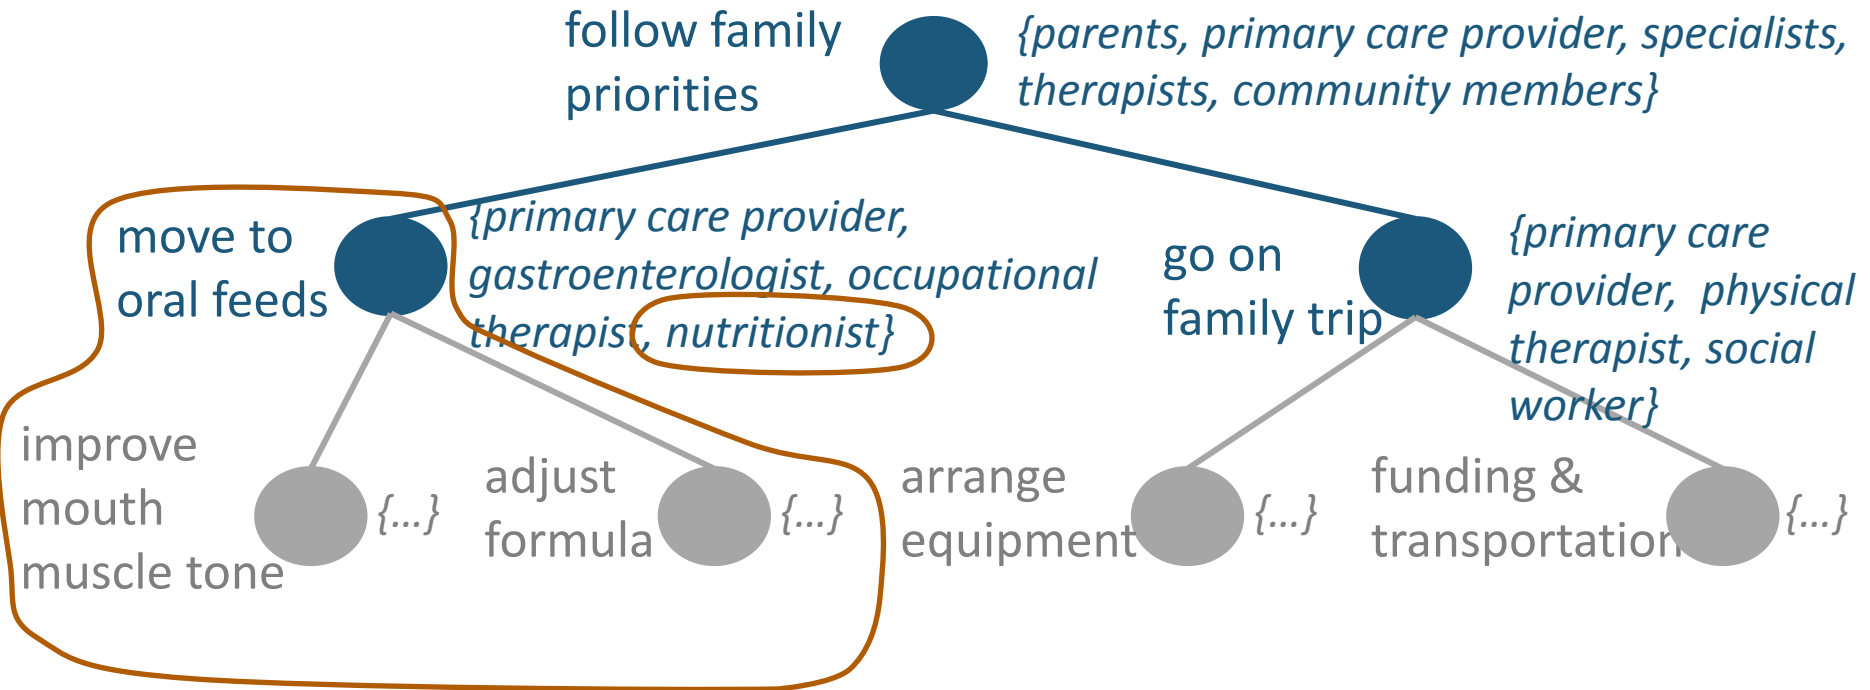 follow family
priorities
{parents, primary care provider, specialists,
therapists, community members}
move to
oral feeds
{primary care provider,
gastroenterologist, occupational
therapist, nutritionist}
go on
family trip
{primary care
provider, physical
therapist, social
worker}
improve
mouth
muscle tone
{...}
adjust
formula
{...}
arrange
equipment
{...}
funding &
transportation
{...}